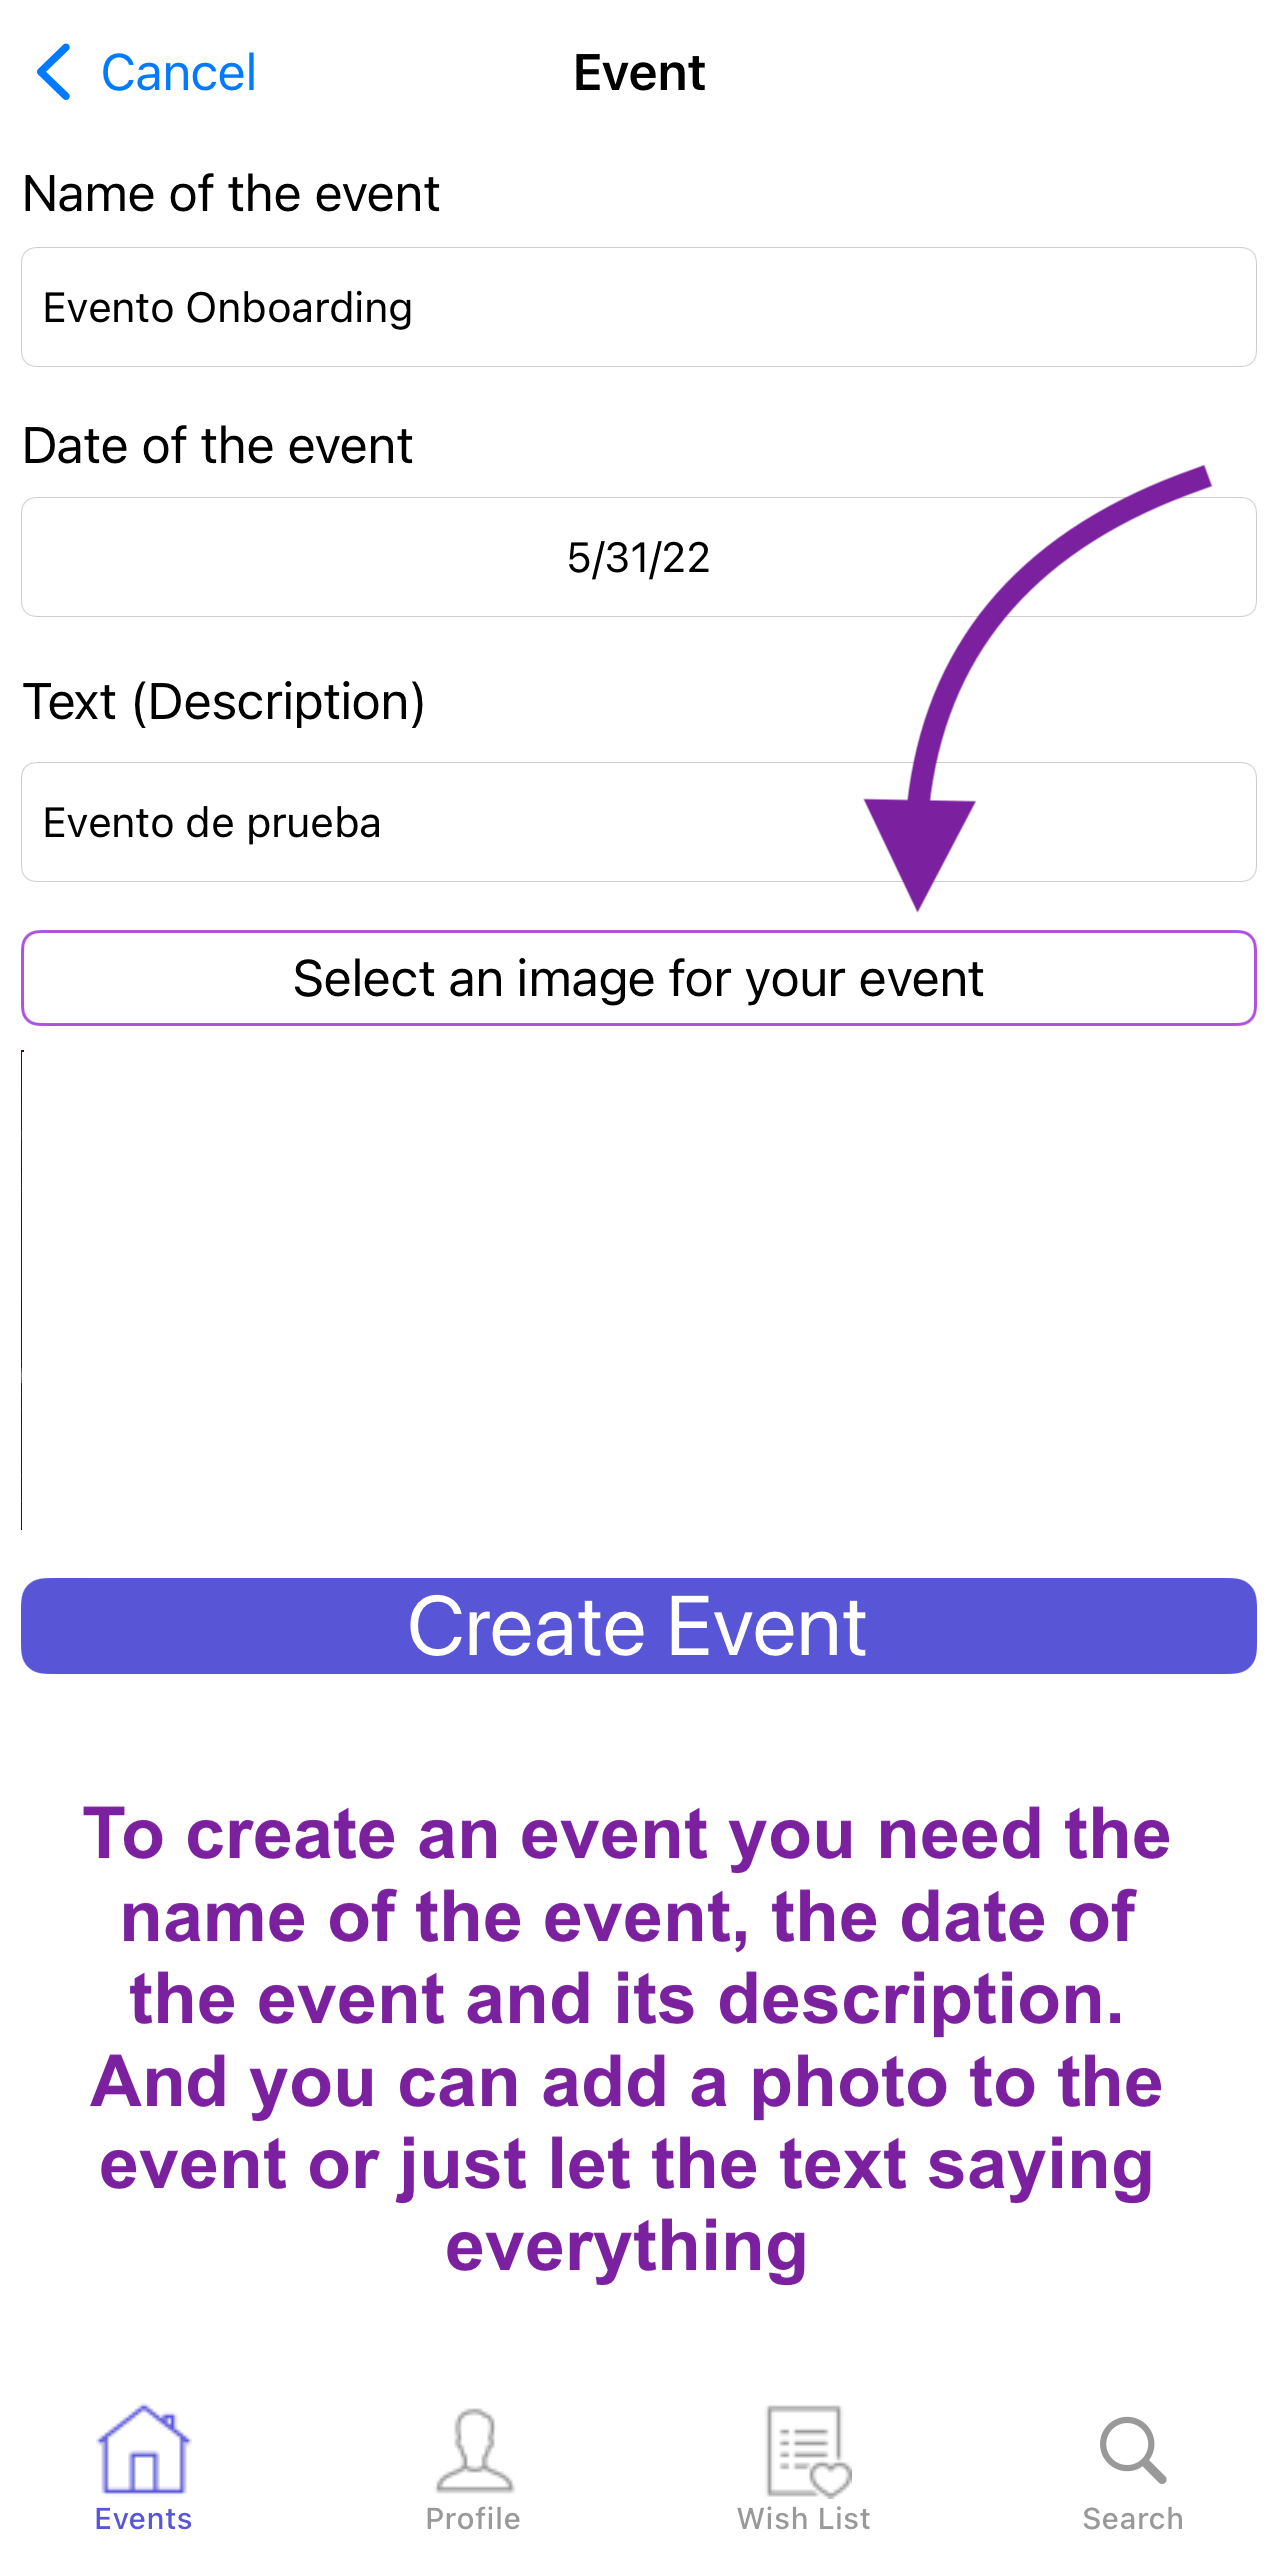 Cancel
Event
Name of the event
Evento Onboarding
Date of the event
5/31/22
Text (Description)
Evento de prueba
Select an image for your event
Create Event
To create an event you need the
name of the event, the date of
the event and its description.
And you can add a photo to the
event or just let the text saying
everything
Events
Profile
Wish List
Search